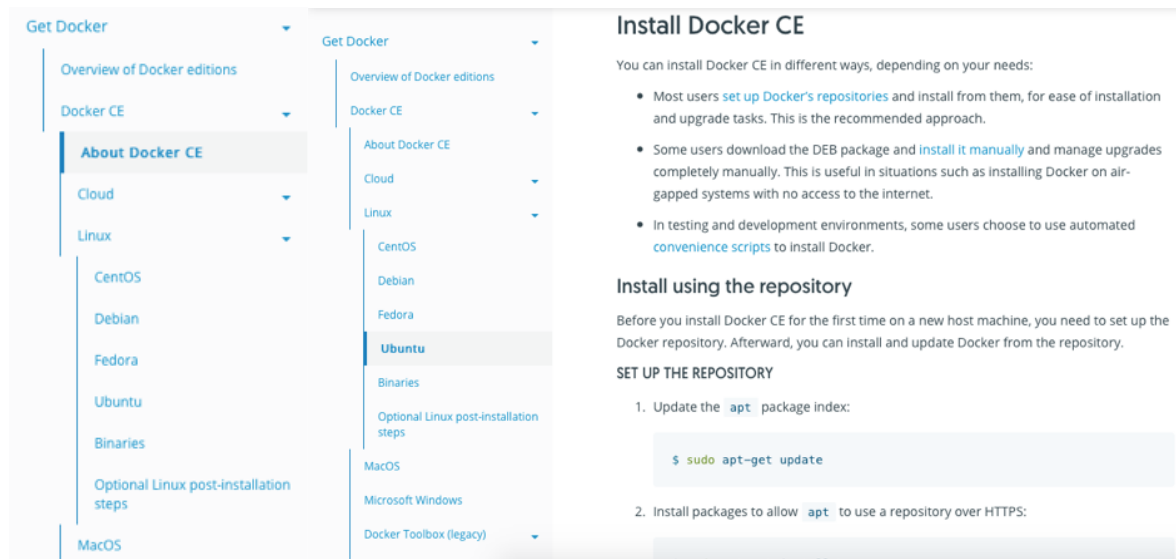 Get Docker
Overview of Docker editions
Docker CE
About Docker CE
Cloud
Linux
CentOS
Debian
Fedora
Ubuntu
Binaries
Optional Linux post-installation
steps
MacOS
Get Docker
Overview of Docker editions
Docker CE
About Docker CE
Cloud
Linux
CentOS
Debian
Fedora
Ubuntu
Binaries
Optional Linux post-installation
steps
MacOS
Microsoft Windows
Docker Toolbox (legacy)
Install Docker CE
You can install Docker CE in different ways, depending on your needs:
• Most users set up Docker's repositories and install from them, for ease of installation
and upgrade tasks. This is the recommended approach.
• Some users download the DEB package and install it manually and manage upgrades
completely manually. This is useful in situations such as installing Docker on air-
gapped systems with no access to the internet.
• In testing and development environments, some users choose to use automated
convenience scripts to install Docker.
Install using the repository
Before you install Docker CE for the first time on a new host machine, you need to set up the
Docker repository. Afterward, you can install and update Docker from the repository.
SET UP THE REPOSITORY
1. Update the apt package index:
$ sudo apt-get update
2. Install packages to allow apt to use a repository over HTTPS: